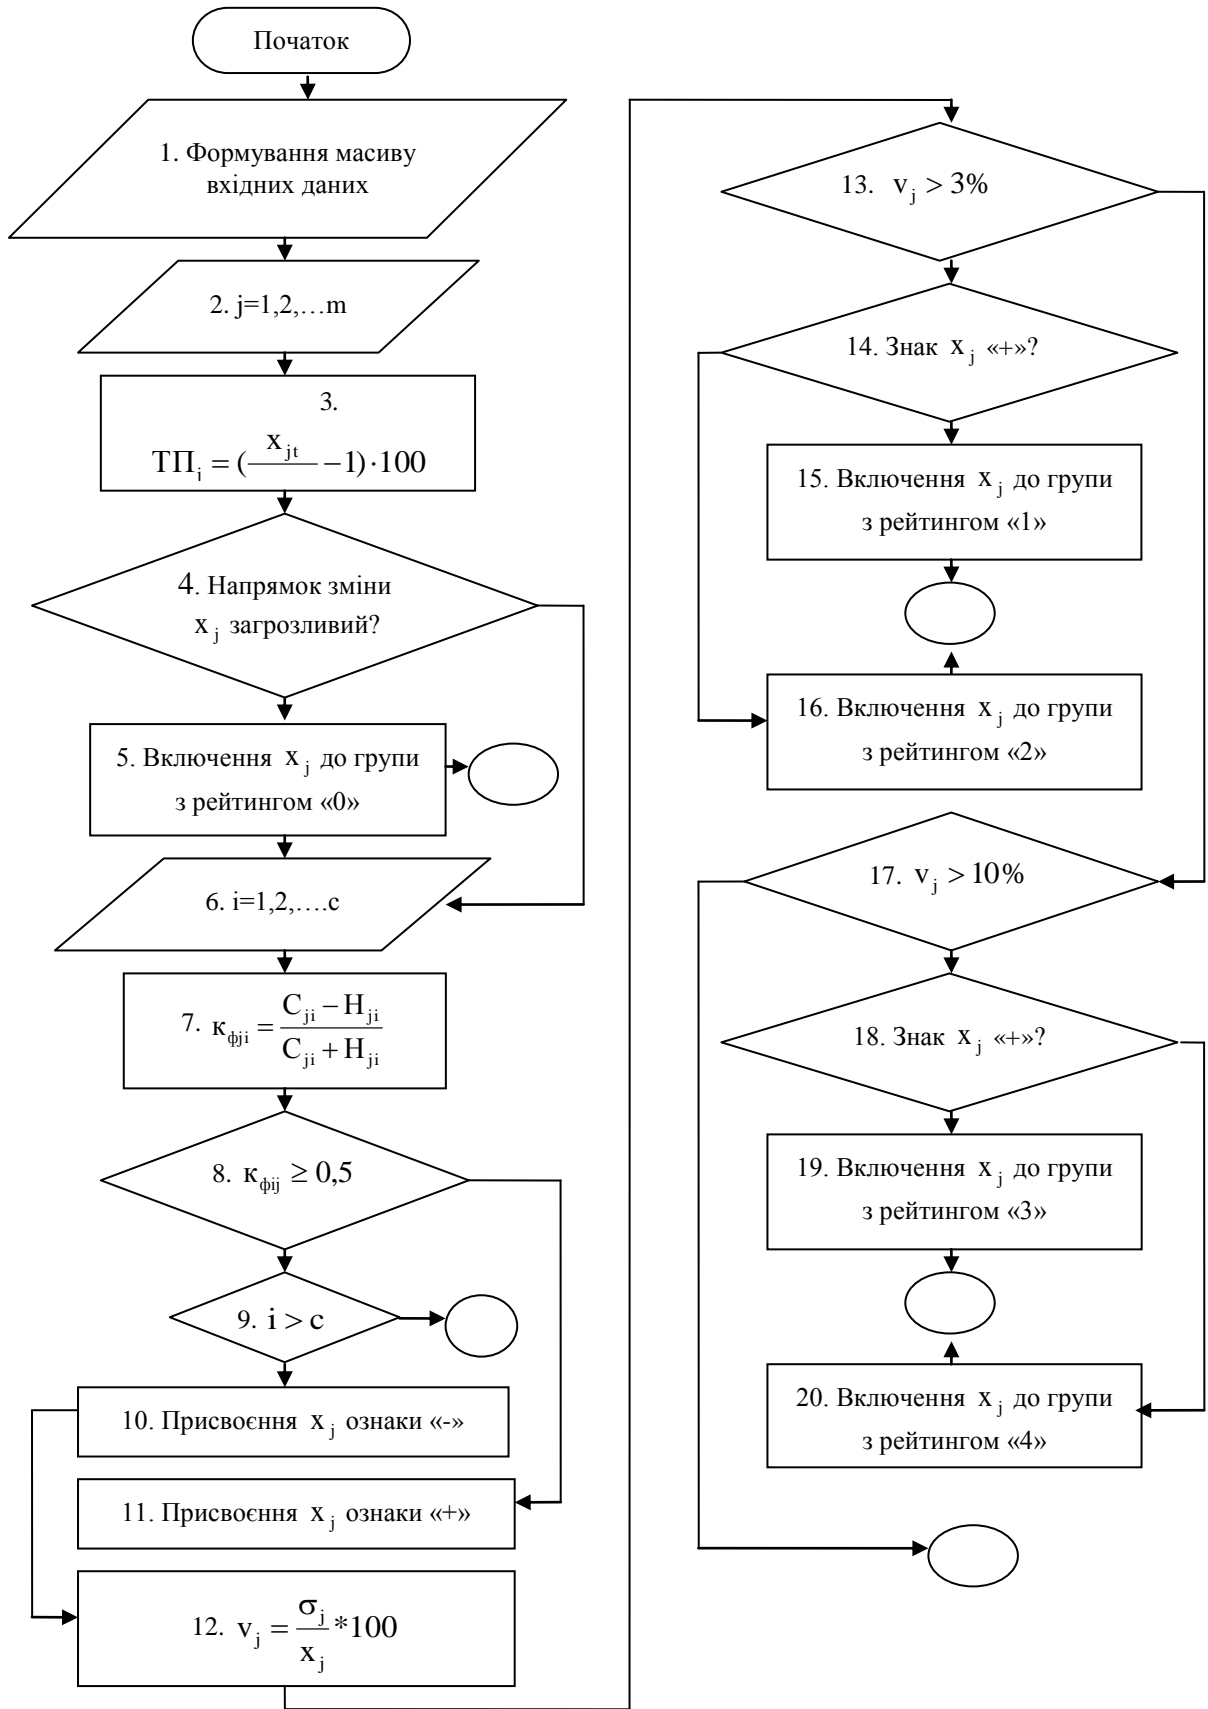 Початок
1. Формування масиву
вхідних даних
2. j=1,2,…m
3.
ТП_i = (x_jt / −1)·100
4. Напрямок зміни
x_j загрозливий?
5. Включення x_j до групи
з рейтингом «0»
6. i=1,2,….c
7. к_фji = (C_ji − H_ji) / (C_ji + H_ji)
8. к_фij ≥ 0,5
9. i > c
10. Присвоєння x_j ознаки «-»
11. Присвоєння x_j ознаки «+»
12. v_j = σ_j / x_j *100
13. v_j > 3%
14. Знак x_j «+»?
15. Включення x_j до групи
з рейтингом «1»
16. Включення x_j до групи
з рейтингом «2»
17. v_j > 10%
18. Знак x_j «+»?
19. Включення x_j до групи
з рейтингом «3»
20. Включення x_j до групи
з рейтингом «4»